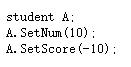 student A;
A.SetNum(10);
A.SetScore(-10);